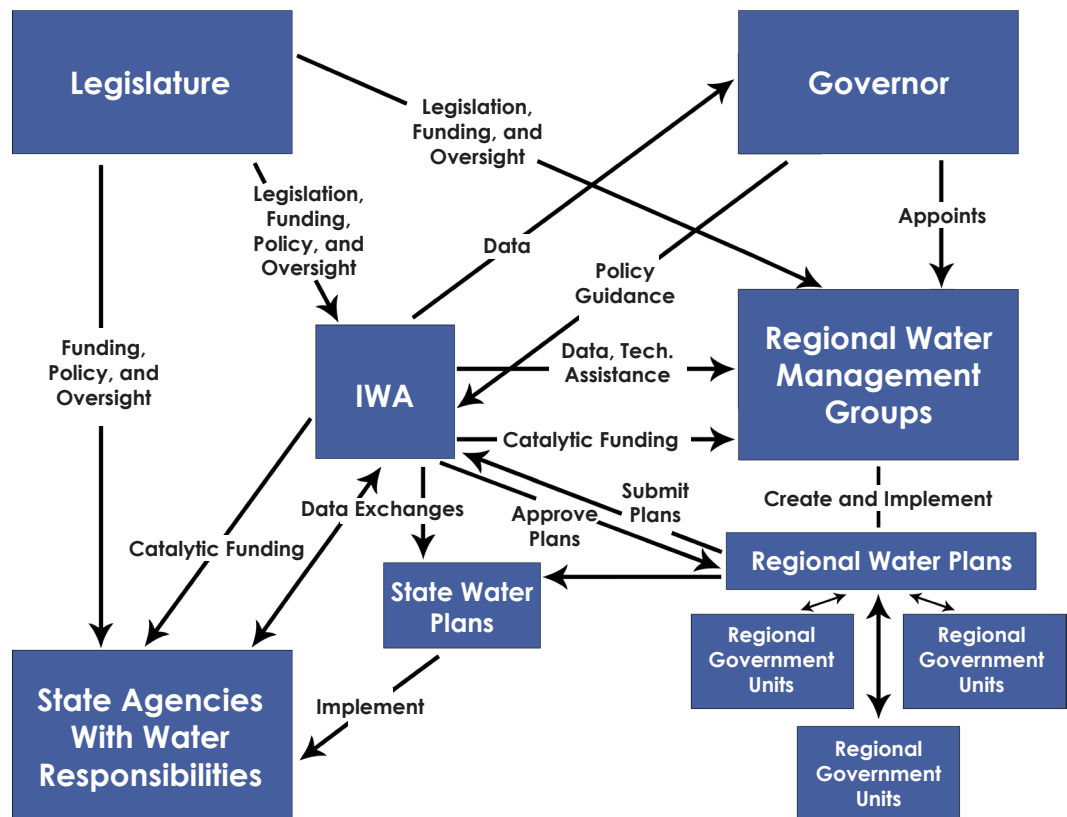 Legislature
Governor
Legislation,
Funding, and
Oversight
Legislation,
Funding,
Policy, and
Oversight
Data
Appoints
Policy
Guidance
Funding,
Policy, and
Oversight
IWA
Data, Tech.
Assistance
Regional Water
Management
Groups
Catalytic Funding
Submit
Plans
Create and Implement
Data Exchanges
Approve
Plans
Catalytic Funding
Regional Water Plans
State Water
Plans
Regional
Government
Units
Regional
Government
Units
State Agencies
With Water
Responsibilities
Implement
Regional
Government
Units